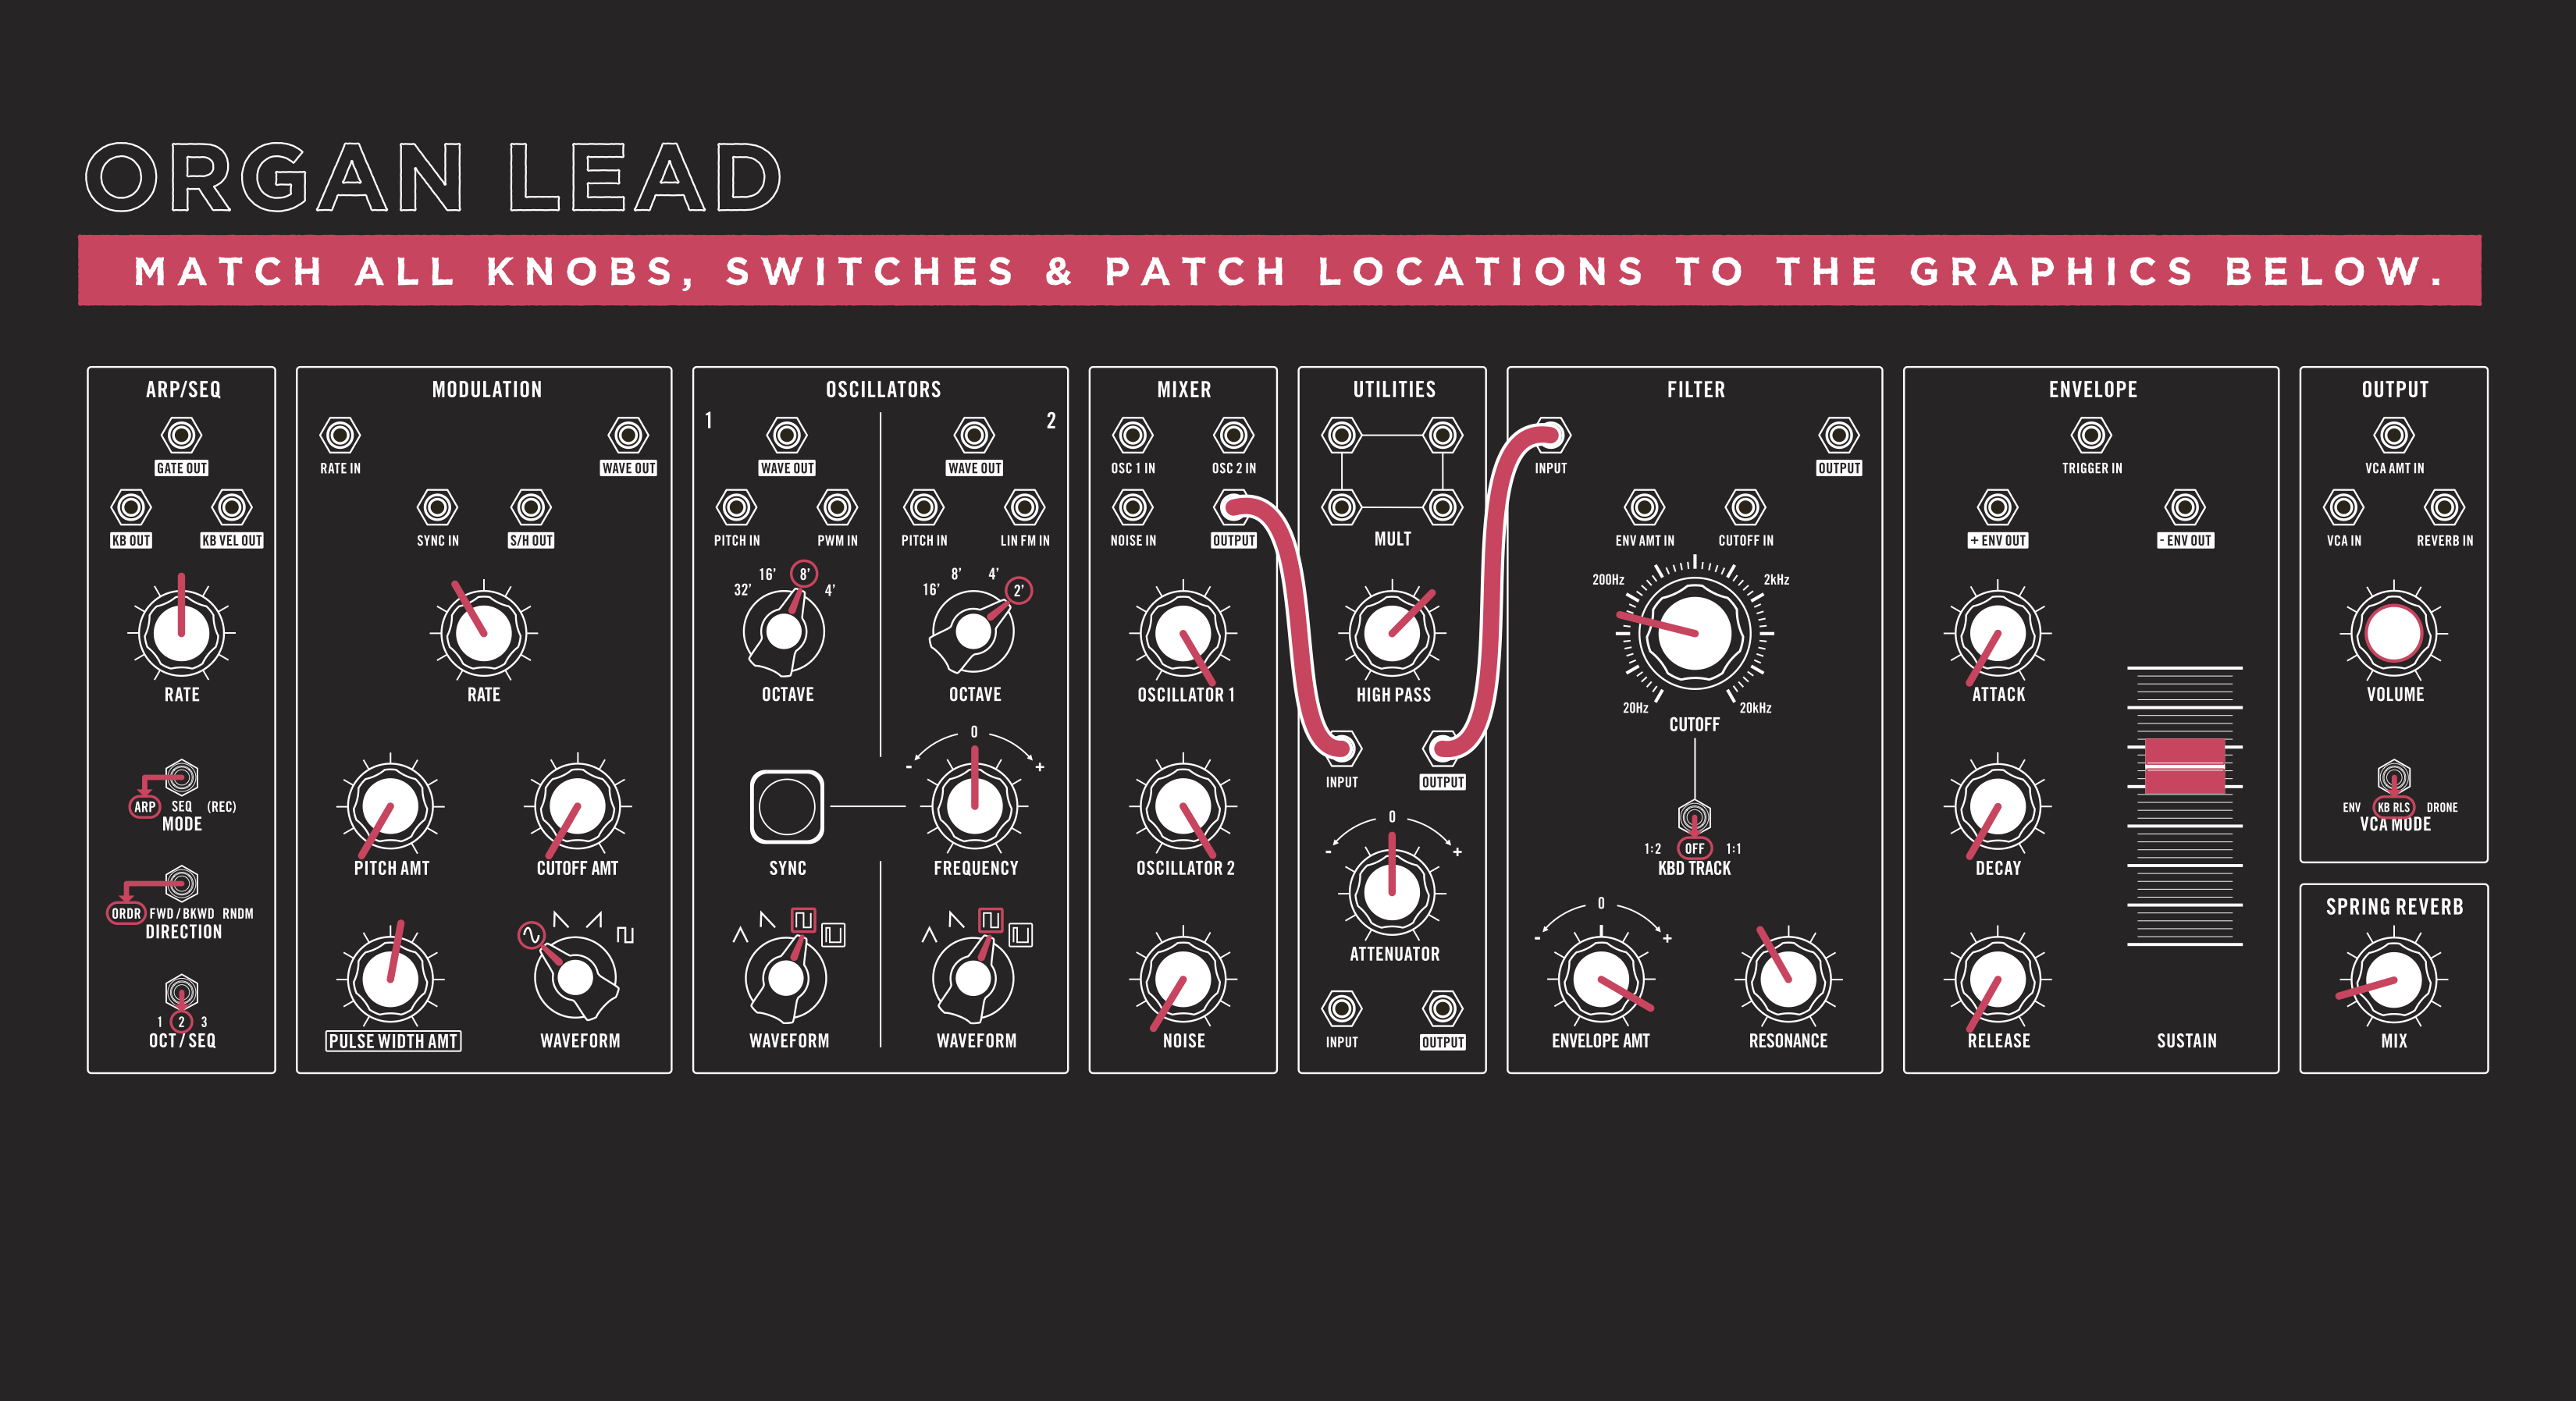 ORGAN LEAD
MATCH ALL KNOBS, SWITCHES & PATCH LOCATIONS TO THE GRAPHICS BELOW.
ARP/SEQ
GATE OUT
KB OUT KB VEL OUT
RATE
ARP SEQ (REC)
MODE
ORDR FWD/BKWD RNDM
DIRECTION
1 2 3
OCT/SEQ
MODULATION
RATE IN WAVE OUT
SYNC IN S/H OUT
RATE
PITCH AMT CUTOFF AMT
PULSE WIDTH AMT WAVEFORM
OSCILLATORS
1 2
WAVE OUT WAVE OUT
PITCH IN PWM IN PITCH IN LIN FM IN
32' 16' 8' 4' 16' 8' 4' 2'
OCTAVE OCTAVE
0
- +
SYNC FREQUENCY
WAVEFORM WAVEFORM
MIXER
OSC 1 IN OSC 2 IN
NOISE IN OUTPUT
OSCILLATOR 1
OSCILLATOR 2
NOISE
UTILITIES
MULT
HIGH PASS
INPUT OUTPUT
0
- +
ATTENUATOR
INPUT OUTPUT
FILTER
INPUT OUTPUT
ENV AMT IN CUTOFF IN
200Hz 2kHz
20Hz 20kHz
CUTOFF
1:2 OFF 1:1
KBD TRACK
0
- +
ENVELOPE AMT RESONANCE
ENVELOPE
TRIGGER IN
+ ENV OUT - ENV OUT
ATTACK
DECAY
RELEASE SUSTAIN
OUTPUT
VCA AMT IN
VCA IN REVERB IN
VOLUME
ENV KB RLS DRONE
VCA MODE
SPRING REVERB
MIX